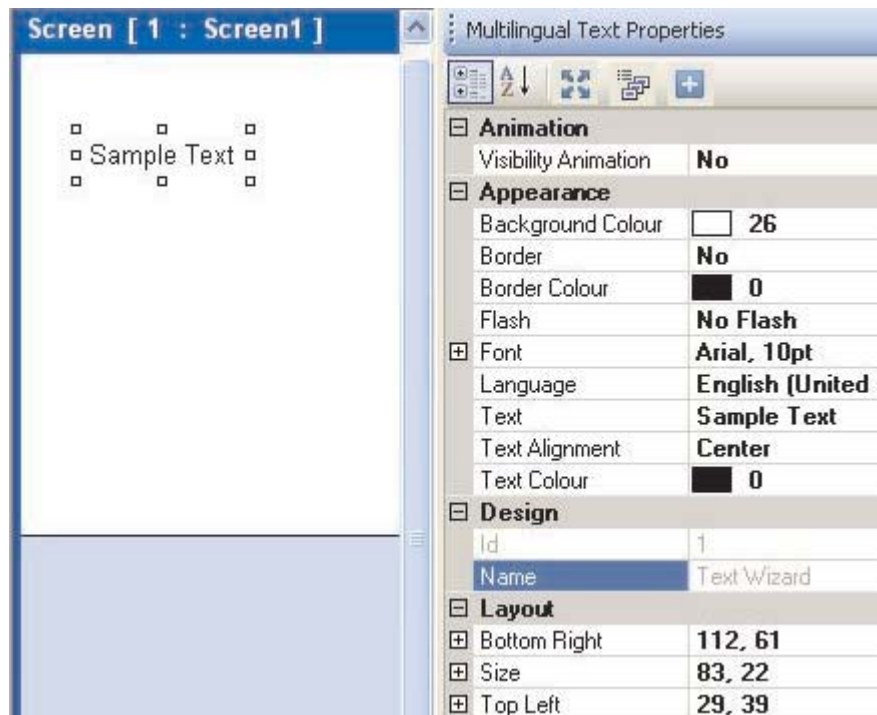 Screen [ 1 : Screen1 ]
Sample Text
Multilingual Text Properties
Animation
Visibility Animation No
Appearance
Background Colour 26
Border No
Border Colour 0
Flash No Flash
Font Arial, 10pt
Language English (United
Text Sample Text
Text Alignment Center
Text Colour 0
Design
Id 1
Name Text Wizard
Layout
Bottom Right 112, 61
Size 83, 22
Top Left 29, 39